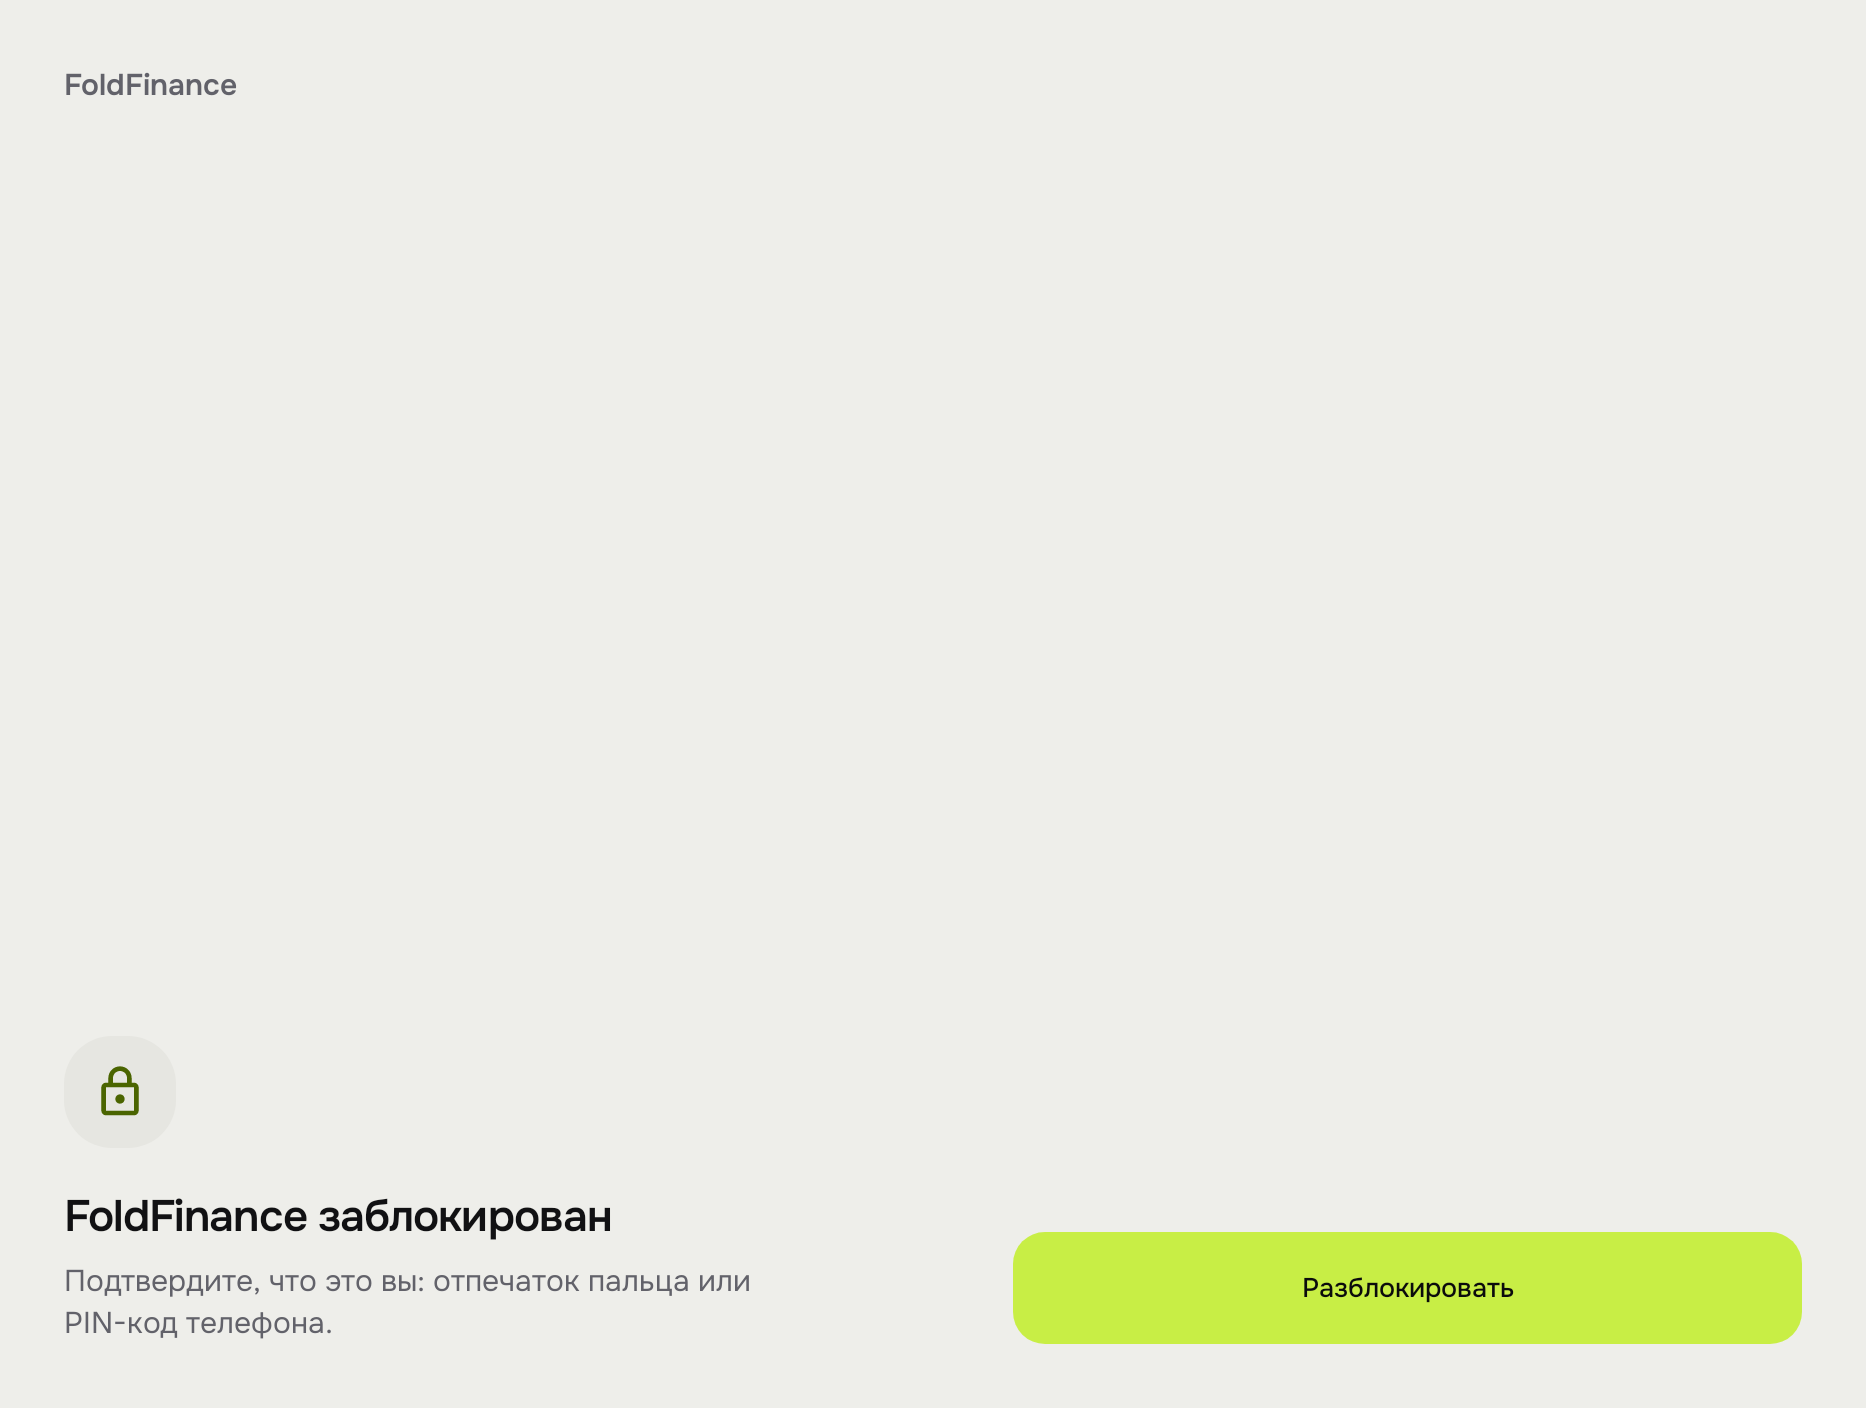 FoldFinance
FoldFinance заблокирован
Подтвердите, что это вы: отпечаток пальца или
PIN-код телефона.
Разблокировать